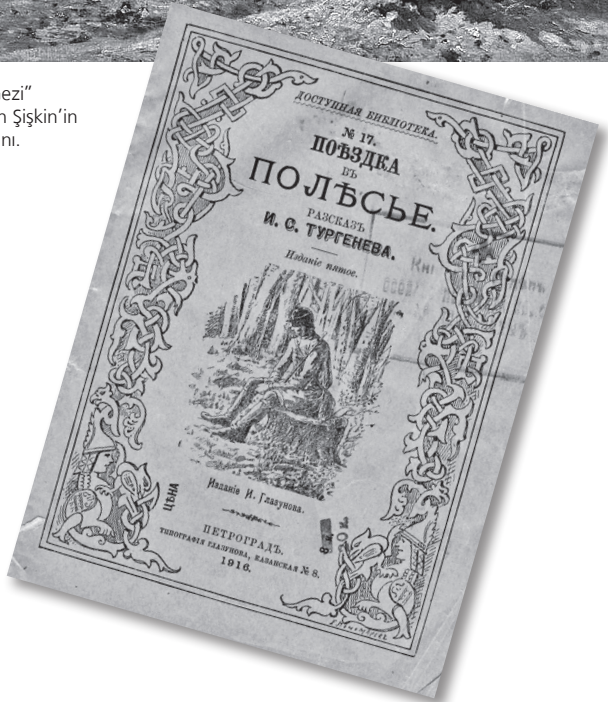 ezi”
n Şişkin’in
nı.
ДОСТУПНАЯ БИБЛІОТЕКА.
№ 17.
ПОѢЗДКА
ВЪ
ПОЛѢСЬЕ.
РАЗСКАЗЪ
И. С. ТУРГЕНЕВА.
Изданіе пятое.
Изданіе И. Глазунова.
ЦѢНА
ПЕТРОГРАДЪ.
ТИПОГРАФІЯ ГЛАЗУНОВА, КАЗАНСКАЯ № 8.
1916.